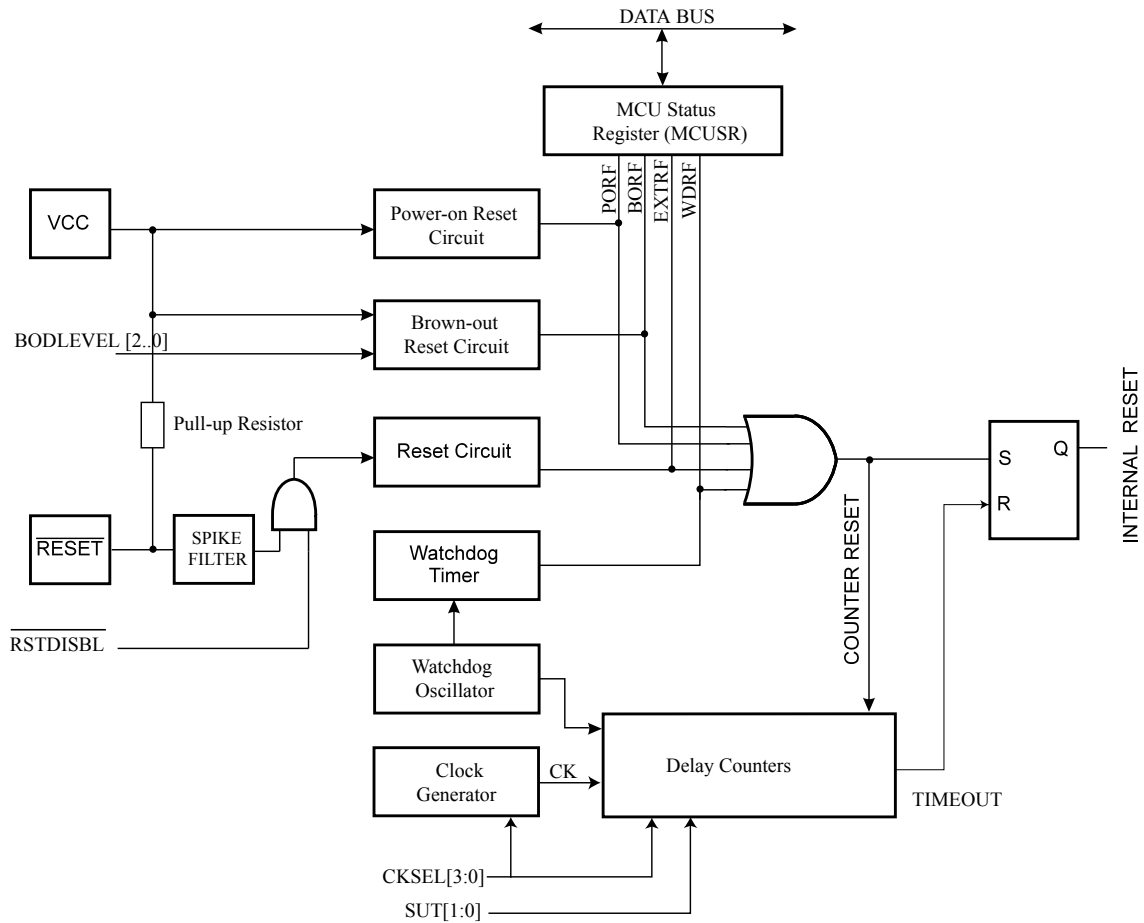 DATA BUS
MCU Status
Register (MCUSR)
PORF
BORF
EXTRF
WDRF
VCC
Power-on Reset
Circuit
BODLEVEL [2..0]
Brown-out
Reset Circuit
Pull-up Resistor
Reset Circuit
RESET
SPIKE
FILTER
RSTDISBL
Watchdog
Timer
Watchdog
Oscillator
Clock
Generator
CK
Delay Counters
CKSEL[3:0]
SUT[1:0]
COUNTER RESET
TIMEOUT
S
R
Q
INTERNAL RESET